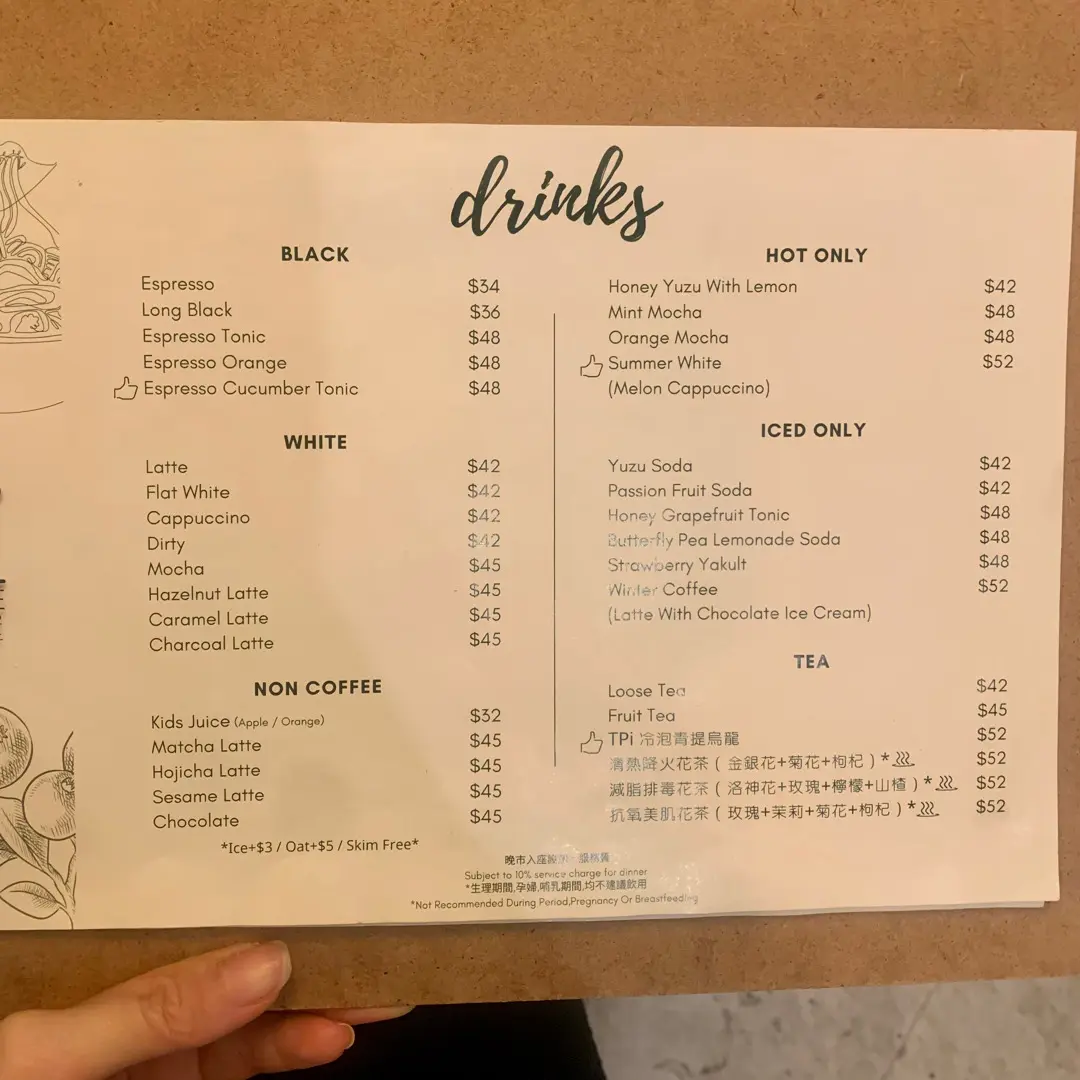 drinks
BLACK
Espresso $34
Long Black $36
Espresso Tonic $48
Espresso Orange $48
Espresso Cucumber Tonic $48
WHITE
Latte $42
Flat White $42
Cappuccino $42
Dirty $42
Mocha $45
Hazelnut Latte $45
Caramel Latte $45
Charcoal Latte $45
NON COFFEE
Kids Juice (Apple / Orange) $32
Matcha Latte $45
Hojicha Latte $45
Sesame Latte $45
Chocolate $45
*Ice+$3 / Oat+$5 / Skim Free*
HOT ONLY
Honey Yuzu With Lemon $42
Mint Mocha $48
Orange Mocha $48
Summer White $52
(Melon Cappuccino)
ICED ONLY
Yuzu Soda $42
Passion Fruit Soda $42
Honey Grapefruit Tonic $48
Butterfly Pea Lemonade Soda $48
Strawberry Yakult $48
Winter Coffee $52
(Latte With Chocolate Ice Cream)
TEA
Loose Tea $42
Fruit Tea $45
TPi 冷泡青提烏龍 $52
清熱降火花茶 ( 金銀花+菊花+枸杞 ) * $52
減脂排毒花茶 ( 洛神花+玫瑰+檸檬+山楂 ) * $52
抗氧美肌花茶 ( 玫瑰+茉莉+菊花+枸杞 ) * $52
晚市入座
Subject to 10% service charge for dinner
*生理期間,孕婦,哺乳期間,均不建議飲用
*Not Recommended During Period,Pregnancy Or Breastfeeding